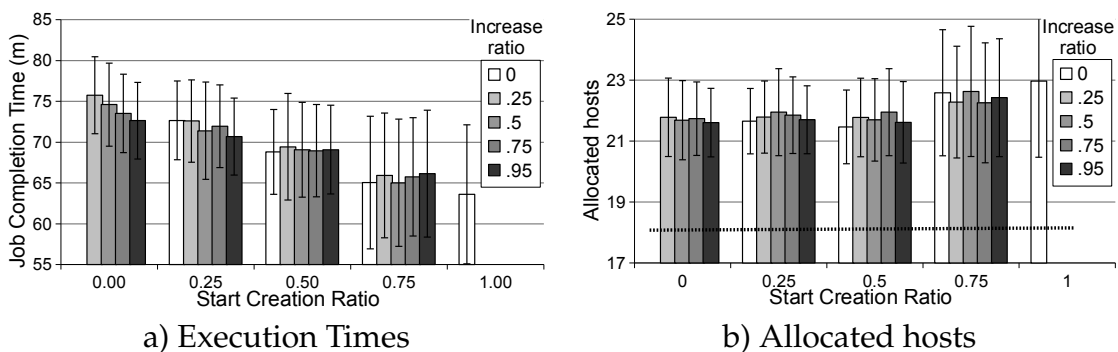 85
80
75
70
65
60
55
Job Completion Time (m)
0.00 0.25 0.50 0.75 1.00
Start Creation Ratio
Increase
ratio
0
.25
.5
.75
.95
a) Execution Times
25
23
21
19
17
Allocated hosts
0 0.25 0.5 0.75 1
Start Creation Ratio
Increase
ratio
0
.25
.5
.75
.95
b) Allocated hosts